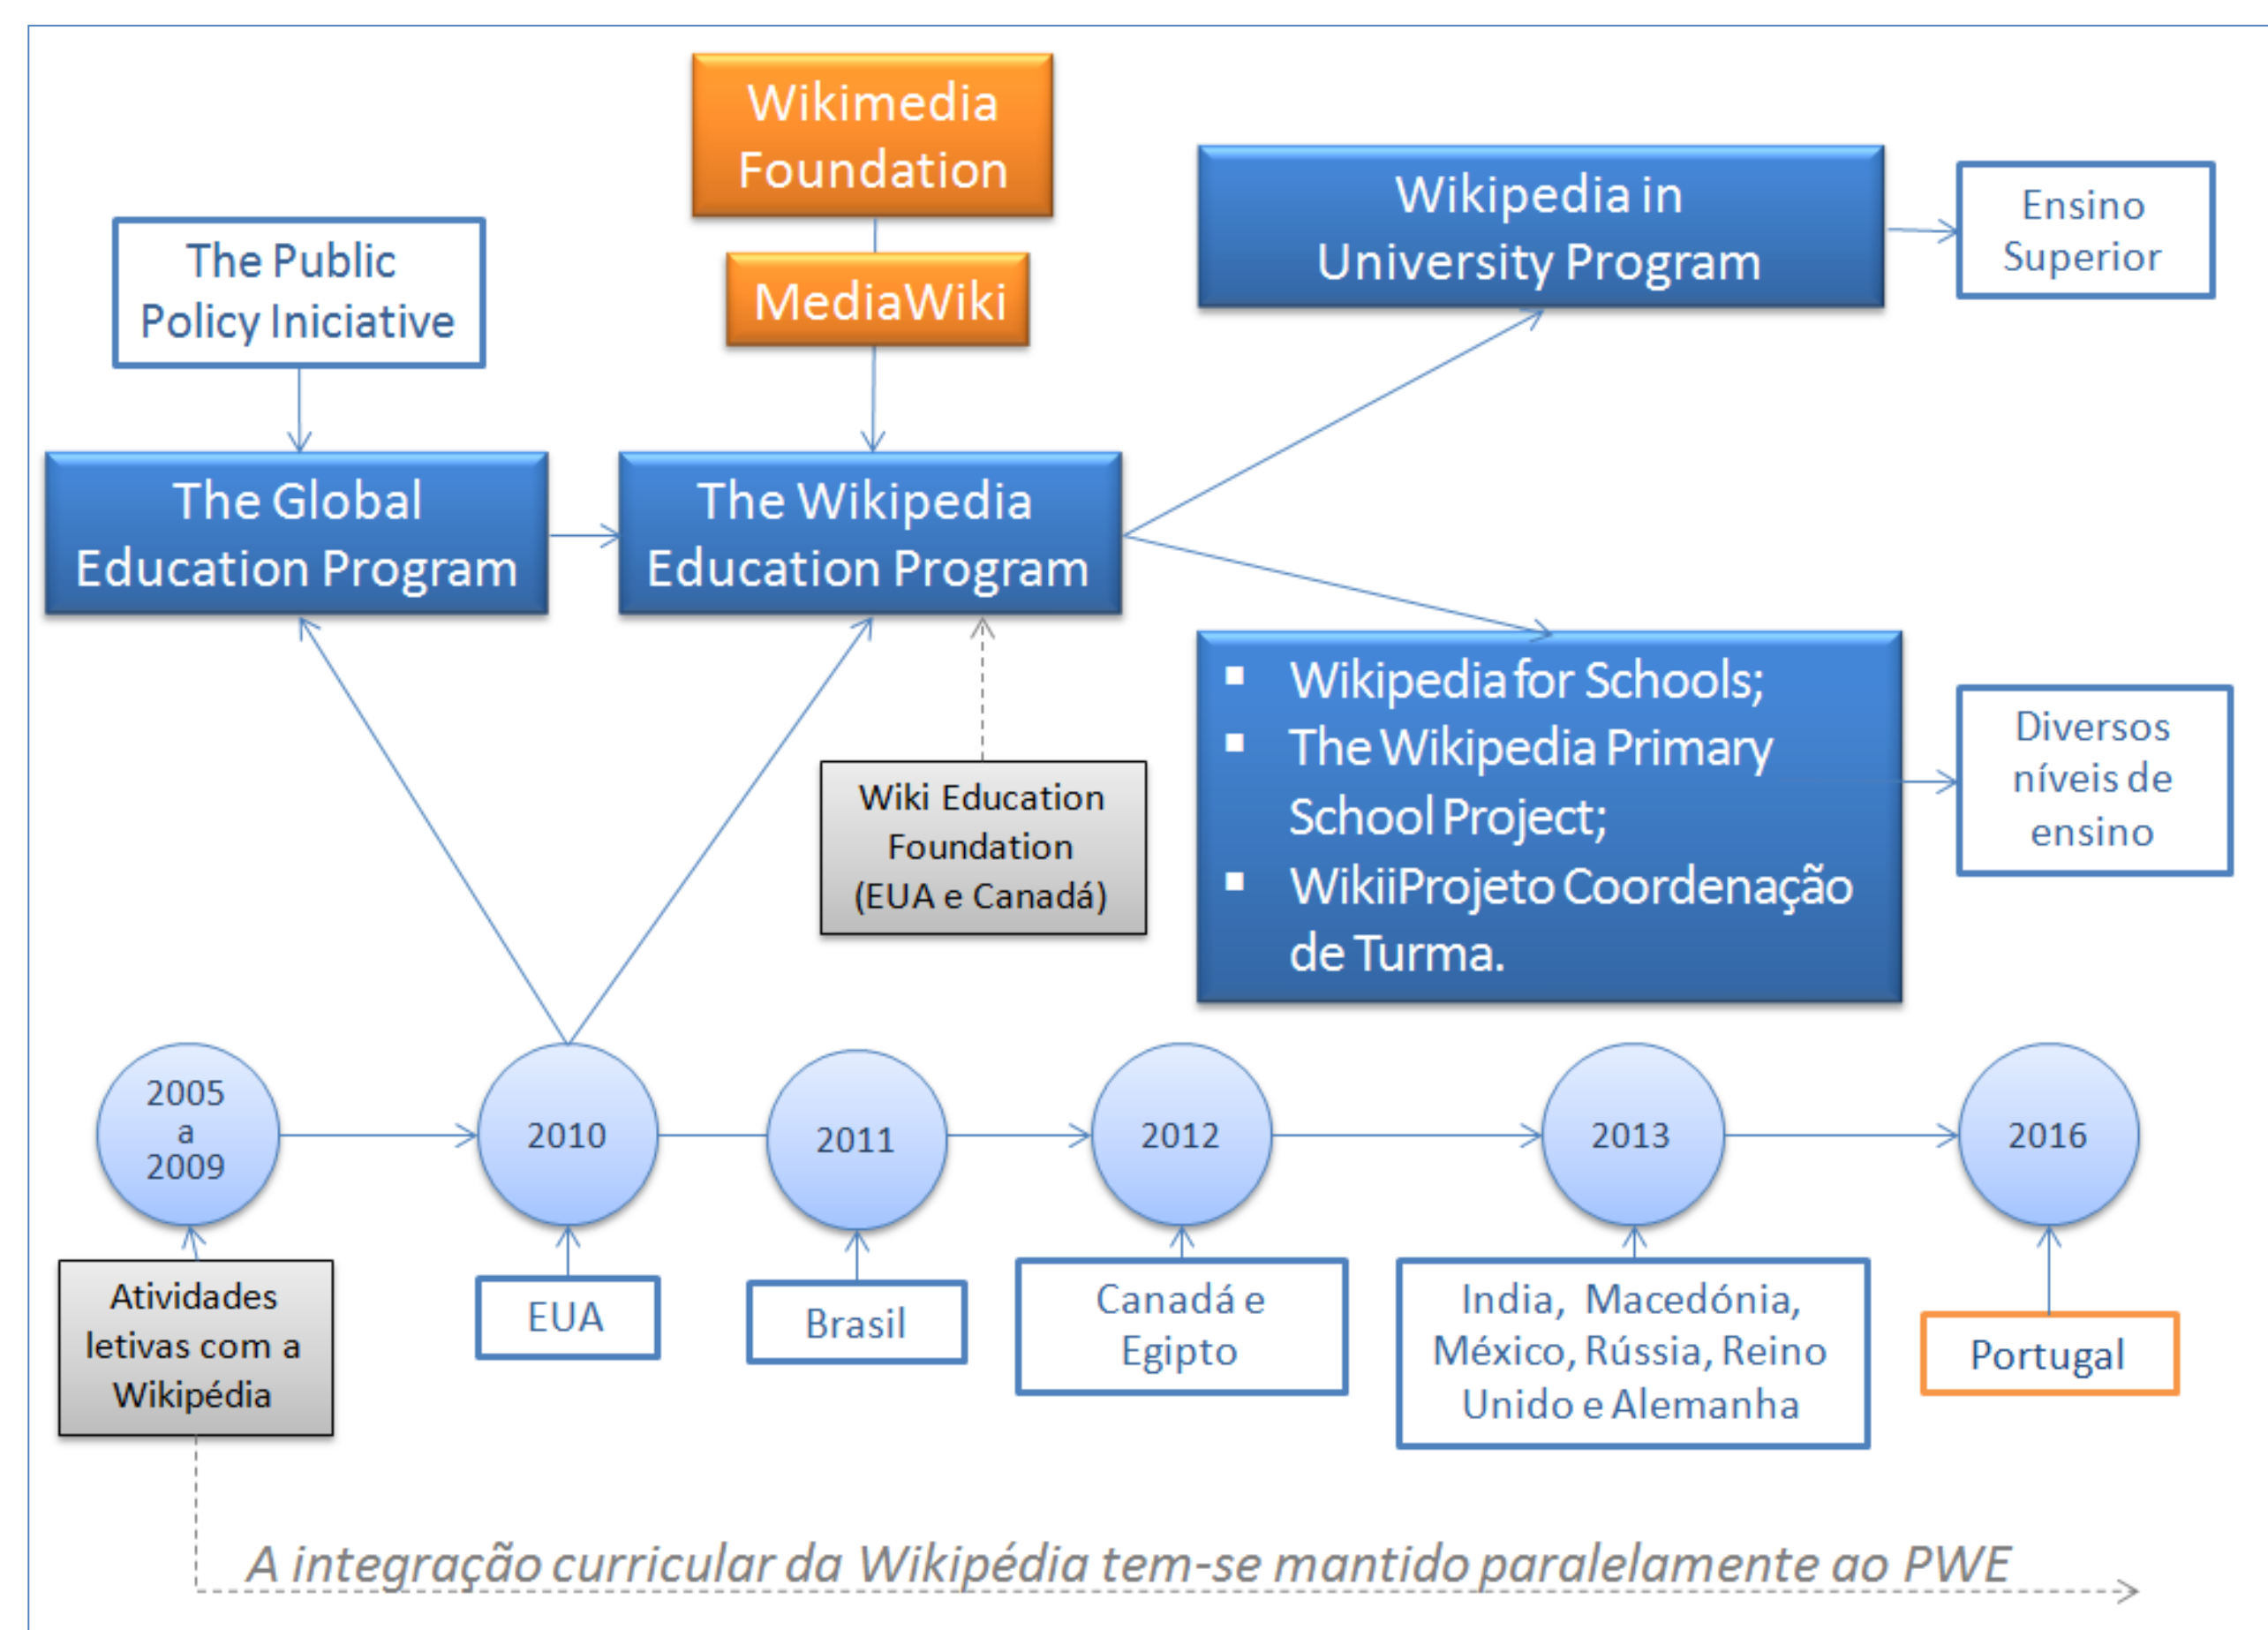 Wikimedia
Foundation
MediaWiki
The Public
Policy Iniciative
Wikipedia in
University Program
Ensino
Superior
The Global
Education Program
The Wikipedia
Education Program
Wiki Education
Foundation
(EUA e Canadá)
Wikipedia for Schools;
The Wikipedia Primary
School Project;
WikiiProjeto Coordenação
de Turma.
Diversos
níveis de
ensino
2005
a
2009
2010
2011
2012
2013
2016
Atividades
letivas com a
Wikipédia
EUA
Brasil
Canadá e
Egipto
India, Macedónia,
México, Rússia, Reino
Unido e Alemanha
Portugal
A integração curricular da Wikipédia tem-se mantido paralelamente ao PWE